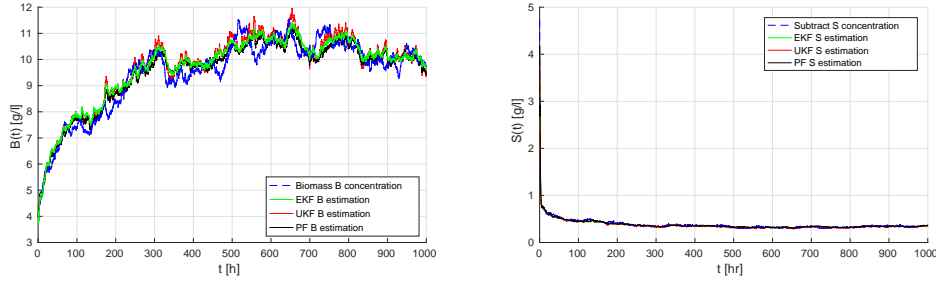 12
11
10
9
8
7
6
5
4
3
B(t) [g/l]
0 100 200 300 400 500 600 700 800 900 1000
t [h]
Biomass B concentration
EKF B estimation
UKF B estimation
PF B estimation
5
4
3
2
1
0
S(t) [g/l]
0 100 200 300 400 500 600 700 800 900 1000
t [hr]
Subtract S concentration
EKF S estimation
UKF S estimation
PF S estimation